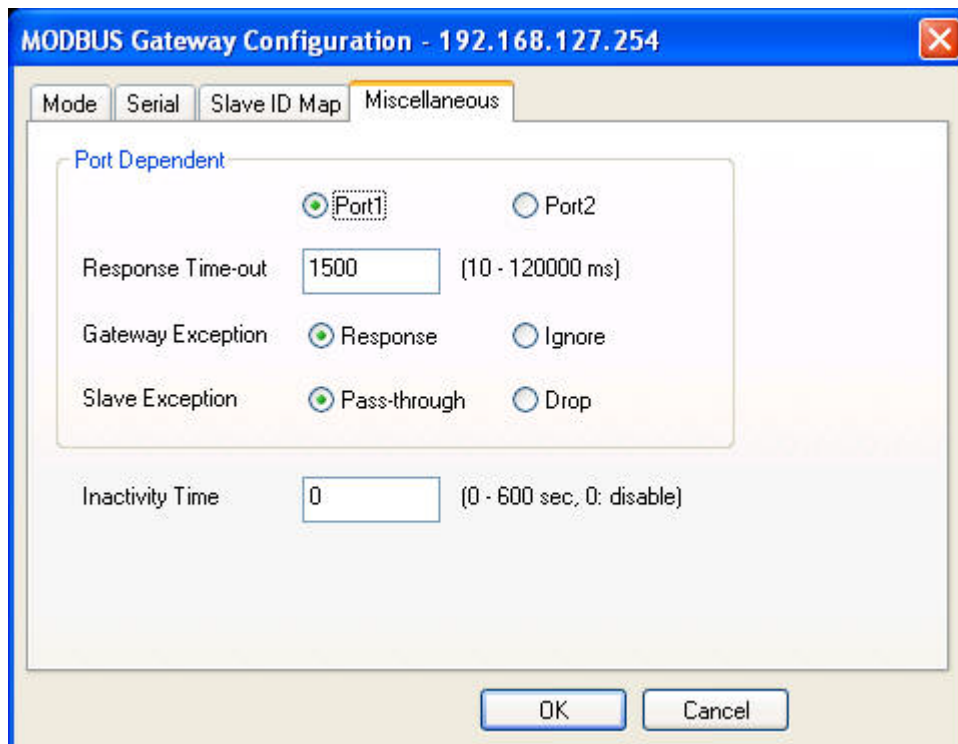 MODBUS Gateway Configuration - 192.168.127.254
Mode Serial Slave ID Map Miscellaneous
Port Dependent
Port1 Port2
Response Time-out 1500 (10 - 120000 ms)
Gateway Exception Response Ignore
Slave Exception Pass-through Drop
Inactivity Time 0 (0 - 600 sec, 0: disable)
OK Cancel